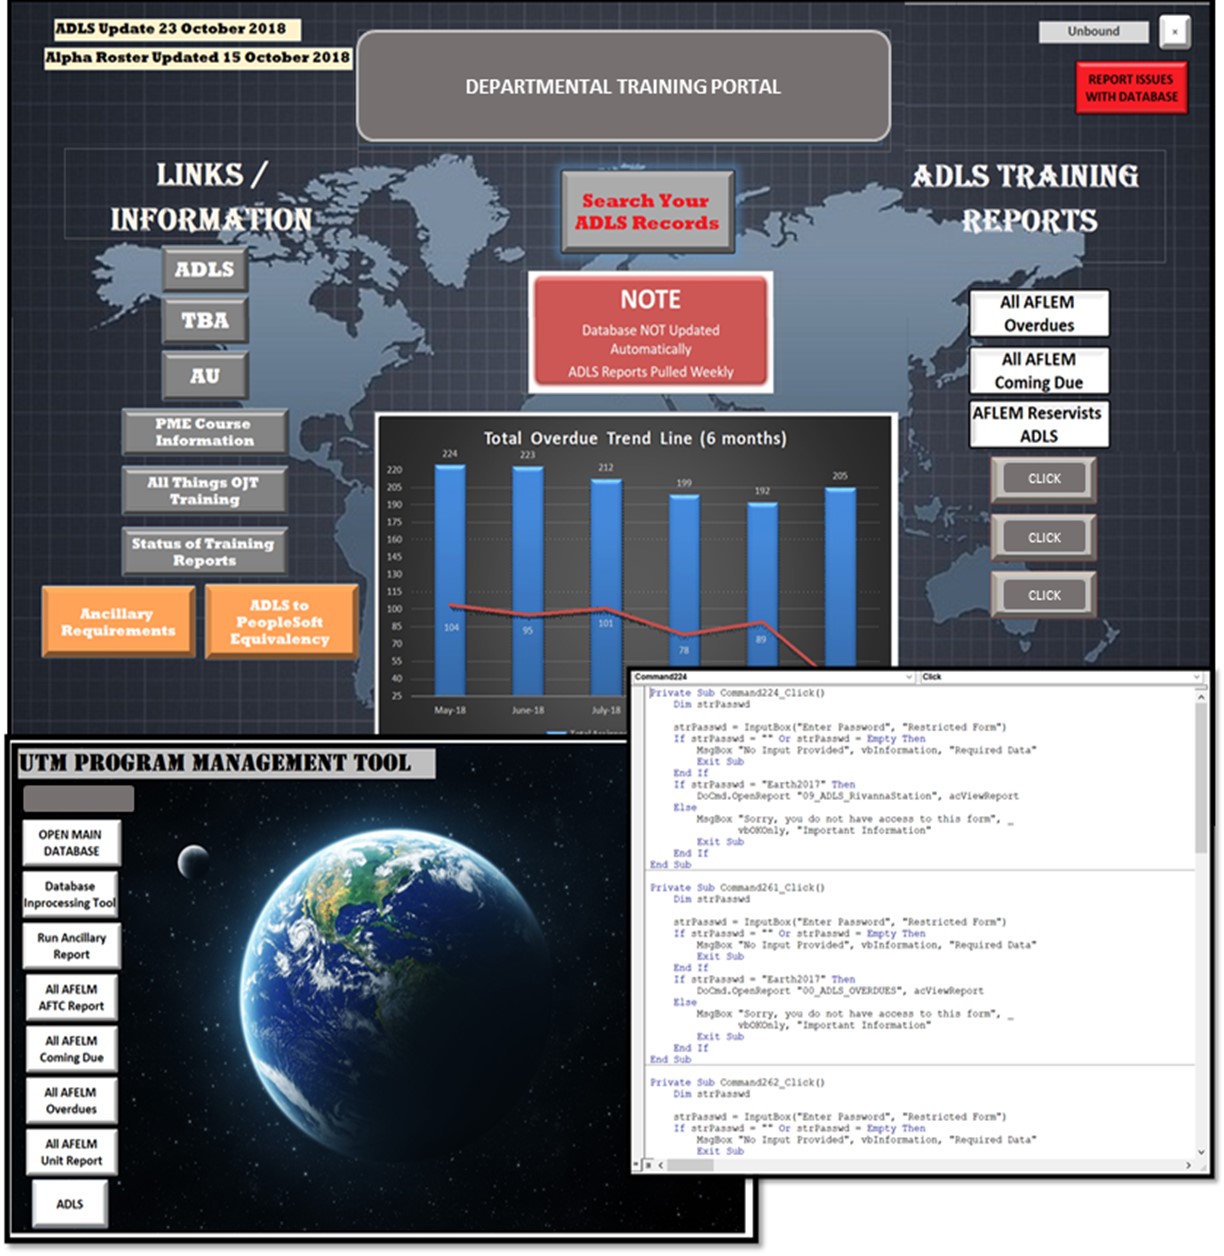 ADLS Update 23 October 2018
Alpha Roster Updated 15 October 2018
DEPARTMENTAL TRAINING PORTAL
Unbound
×
REPORT ISSUES
WITH DATABASE
LINKS /
INFORMATION
ADLS
TBA
AU
PME Course
Information
All Things OJT
Training
Status of Training
Reports
Ancillary
Requirements
ADLS to
PeopleSoft
Equivalency
Search Your
ADLS Records
NOTE
Database NOT Updated
Automatically
ADLS Reports Pulled Weekly
ADLS TRAINING
REPORTS
All AFLEM
Overdues
All AFLEM
Coming Due
AFLEM Reservists
ADLS
CLICK
CLICK
CLICK
Total Overdue Trend Line (6 months)
224
223
212
199
192
205
220
205
190
175
160
145
130
115
100
85
70
55
40
25
104
95
101
78
89
May-18
June-18
July-18
UTM PROGRAM MANAGEMENT TOOL
OPEN MAIN
DATABASE
Database
Inprocessing Tool
Run Ancillary
Report
All AFELM
AFTC Report
All AFELM
Coming Due
All AFELM
Overdues
All AFELM
Unit Report
ADLS
Command224
Click
Private Sub Command224_Click()
Dim strPasswd
strPasswd = InputBox("Enter Password", "Restricted Form")
If strPasswd = "" Or strPasswd = Empty Then
MsgBox "No Input Provided", vbInformation, "Required Data"
Exit Sub
End If
If strPasswd = "Earth2017" Then
DoCmd.OpenReport "09_ADLS_RivannaStation", acViewReport
Else
MsgBox "Sorry, you do not have access to this form", _
vbOKOnly, "Important Information"
Exit Sub
End If
End Sub
Private Sub Command261_Click()
Dim strPasswd
strPasswd = InputBox("Enter Password", "Restricted Form")
If strPasswd = "" Or strPasswd = Empty Then
MsgBox "No Input Provided", vbInformation, "Required Data"
Exit Sub
End If
If strPasswd = "Earth2017" Then
DoCmd.OpenReport "00_ADLS_OVERDUES", acViewReport
Else
MsgBox "Sorry, you do not have access to this form", _
vbOKOnly, "Important Information"
Exit Sub
End If
End Sub
Private Sub Command262_Click()
Dim strPasswd
strPasswd = InputBox("Enter Password", "Restricted Form")
If strPasswd = "" Or strPasswd = Empty Then
MsgBox "No Input Provided", vbInformation, "Required Data"
Exit Sub